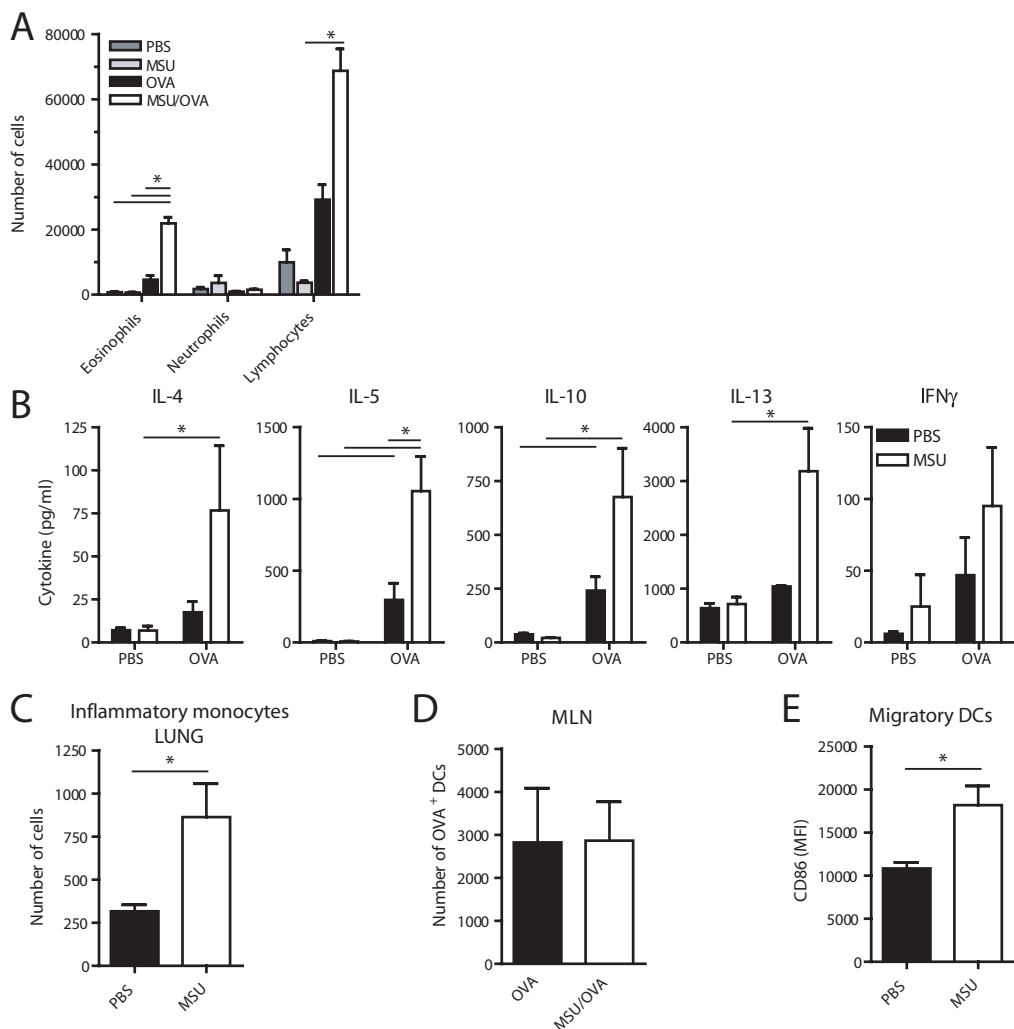 A
PBS
MSU
OVA
MSU/OVA
*
*
Number of cells
80000
60000
40000
20000
0
Eosinophils
Neutrophils
Lymphocytes
B
IL-4
IL-5
IL-10
IL-13
IFNγ
Cytokine (pg/ml)
125
100
75
50
25
0
*
PBS
OVA
1500
1000
500
0
*
*
PBS
OVA
1000
750
500
250
0
*
PBS
OVA
4000
3000
2000
1000
0
*
PBS
OVA
150
100
50
0
PBS
MSU
PBS
OVA
C
Inflammatory monocytes
LUNG
Number of cells
1250
1000
750
500
250
0
*
PBS
MSU
D
MLN
Number of OVA+ DCs
5000
4000
3000
2000
1000
0
OVA
MSU/OVA
E
Migratory DCs
CD86 (MFI)
25000
20000
15000
10000
5000
0
*
PBS
MSU